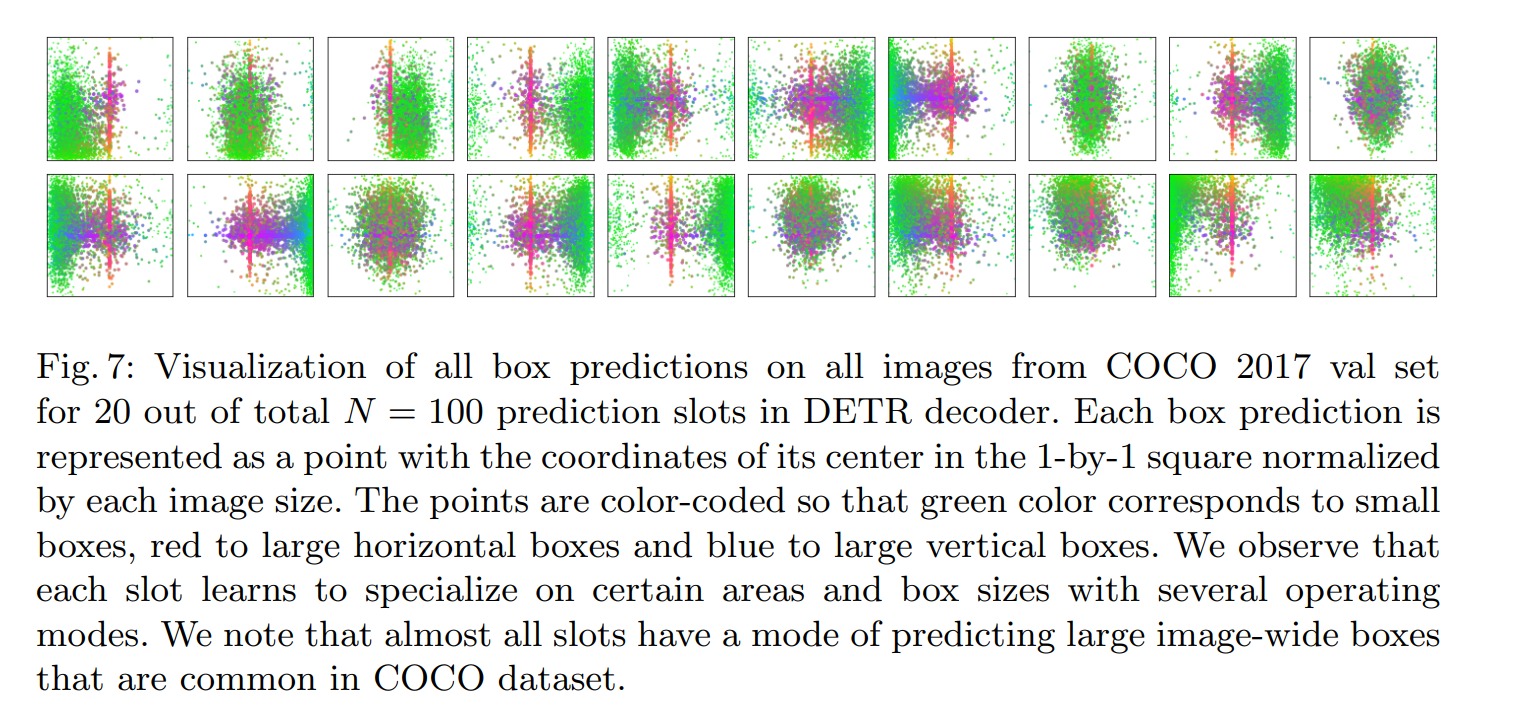 Fig. 7: Visualization of all box predictions on all images from COCO 2017 val set
for 20 out of total N = 100 prediction slots in DETR decoder. Each box prediction is
represented as a point with the coordinates of its center in the 1-by-1 square normalized
by each image size. The points are color-coded so that green color corresponds to small
boxes, red to large horizontal boxes and blue to large vertical boxes. We observe that
each slot learns to specialize on certain areas and box sizes with several operating
modes. We note that almost all slots have a mode of predicting large image-wide boxes
that are common in COCO dataset.